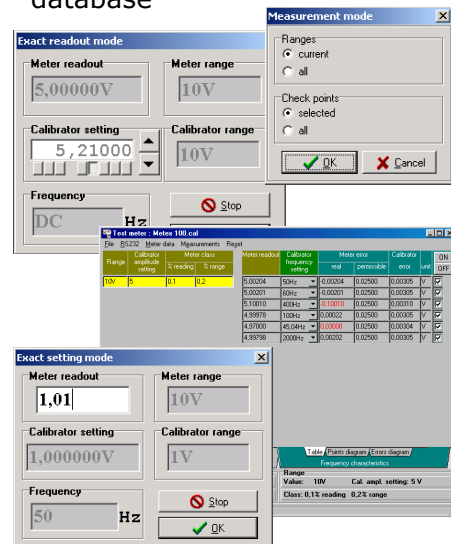 database
Measurement mode
Ranges
current
all
Check points
selected
all
OK
Cancel
Exact readout mode
Meter readout
Meter range
5,00000V
10V
Calibrator setting
Calibrator range
5,21000
10V
Frequency
DC
Hz
Stop
Test meter : Metex 100.cal
File RS232 Meter data Measurements Reget
Range
Calibrator amplitude setting
Meter class
% reading
% range
Meter readout
Calibrator frequency setting
Meter error
real
permissible
Calibrator error
unit
ON
OFF
10V 5 0,1 0,2
5,00204 50Hz -0,00204 0,02500 0,00305 V
5,00201 60Hz -0,00201 0,02500 0,00305 V
5,10010 400Hz -0,10010 0,02500 0,00310 V
4,99978 100Hz 0,00022 0,02500 0,00305 V
4,97000 45,04Hz 0,03000 0,02500 0,00304 V
4,99798 2000Hz 0,00202 0,02500 0,00305 V
Table
Points diagram
Errors diagram
Frequency characteristics
Range
Value: 10V Cal. ampl. setting: 5 V
Class: 0,1% reading 0,2% range
Exact setting mode
Meter readout
Meter range
1,01
10V
Calibrator setting
Calibrator range
1,000000V
1V
Frequency
50
Hz
Stop
OK